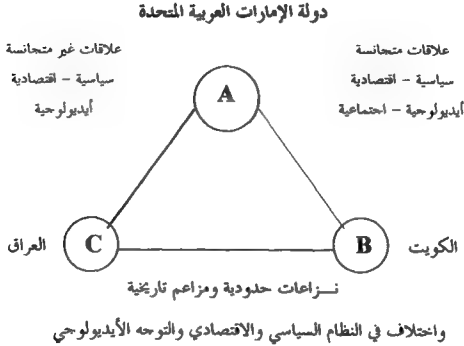 دولة الإمارات العربية المتحدة
علاقات متجانسة
سياسية – اقتصادية
أيديولوجية – اجتماعية
علاقات غير متجانسة
سياسية – اقتصادية
أيديولوجية
A
الكويت
B
C
العراق
نـزاعات حدودية ومزاعم تاريخية
واختلاف في النظام السياسي والاقتصادي والتوجه الأيديولوجي